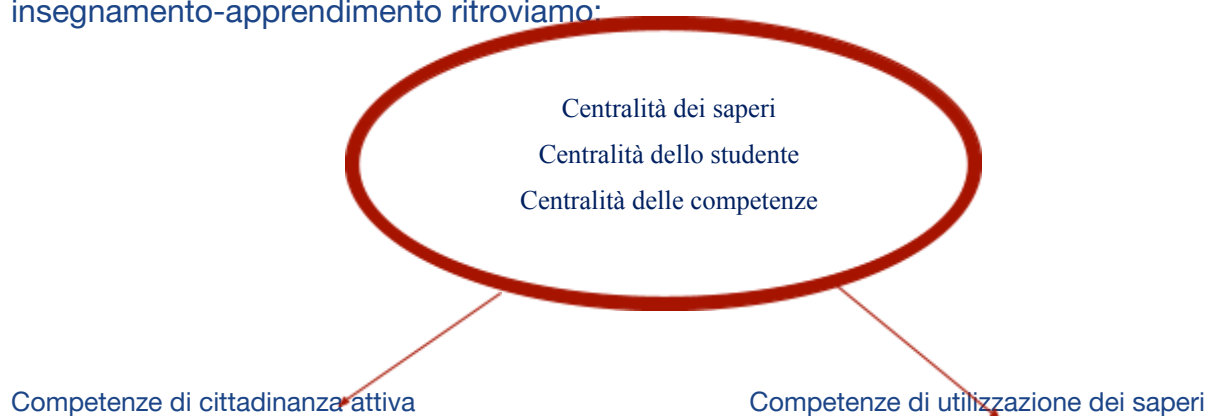 insegnamento-apprendimento ritroviamo:
Centralità dei saperi
Centralità dello studente
Centralità delle competenze
Competenze di cittadinanza attiva
Competenze di utilizzazione dei saperi